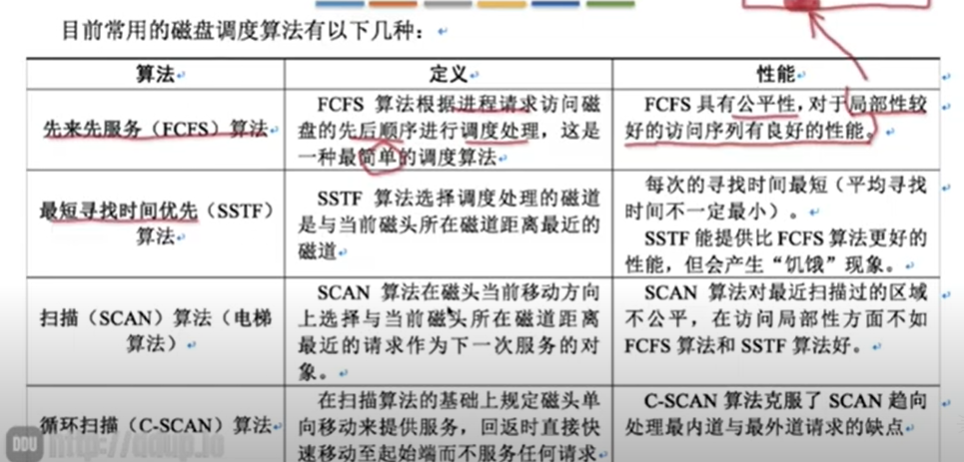 目前常用的磁盘调度算法有以下几种：
算法
定义
性能
先来先服务（FCFS）算法
FCFS 算法根据进程请求访问磁
盘的先后顺序进行调度处理，这是
一种最简单的调度算法
FCFS 具有公平性，对于局部性较
好的访问序列有良好的性能。
最短寻找时间优先（SSTF）
算法
SSTF 算法选择调度处理的磁道
是与当前磁头所在磁道距离最近的
磁道
每次的寻找时间最短（平均寻找
时间不一定最小）。
SSTF 能提供比 FCFS 算法更好的
性能，但会产生“饥饿”现象。
扫描（SCAN）算法（电梯
算法）
SCAN 算法在磁头当前移动方向
上选择与当前磁头所在磁道距离
最近的请求作为下一次服务的对
象。
SCAN 算法对最近扫描过的区域
不公平，在访问局部性方面不如
FCFS 算法和 SSTF 算法好。
循环扫描（C-SCAN）算法
在扫描算法的基础上规定磁头单
向移动来提供服务，回返时直接快
速移动至起始端而不服务任何请求
C-SCAN 算法克服了 SCAN 趋向
处理最内道与最外道请求的缺点
DDU http://ddup.io